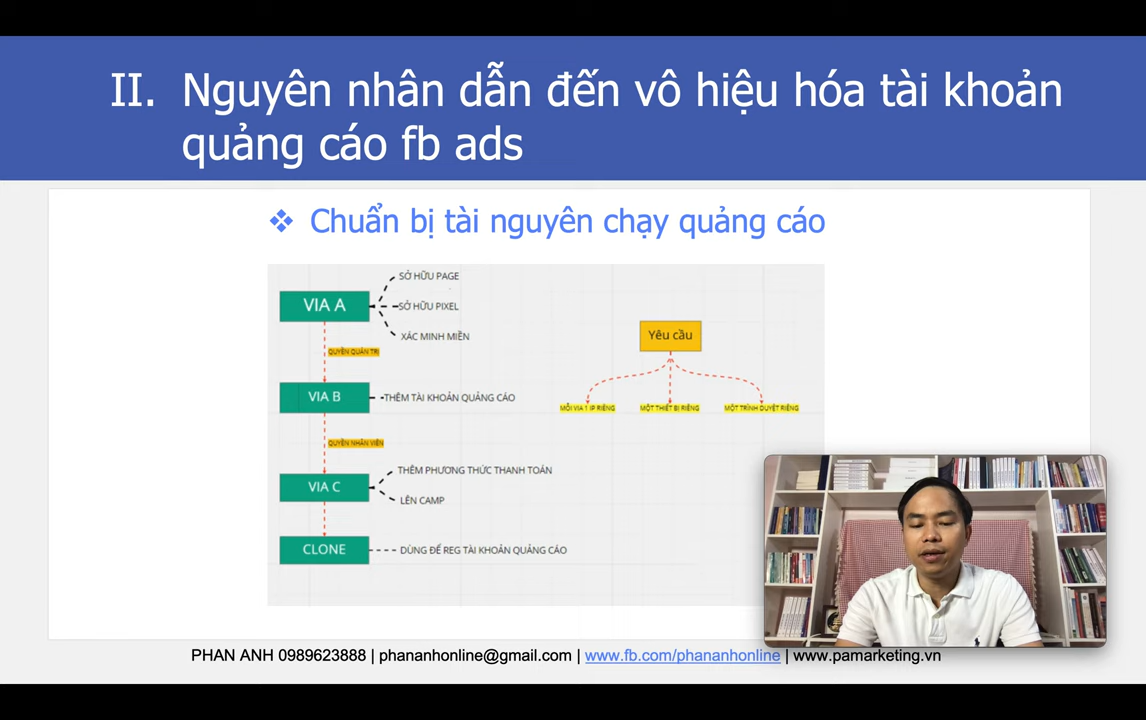 II. Nguyên nhân dẫn đến vô hiệu hóa tài khoản
quảng cáo fb ads
❖ Chuẩn bị tài nguyên chạy quảng cáo
VIA A
SỞ HỮU PAGE
SỞ HỮU PIXEL
XÁC MINH MIỀN
QUYỀN QUẢN TRỊ
VIA B
THÊM TÀI KHOẢN QUẢNG CÁO
QUYỀN NHÂN VIÊN
VIA C
THÊM PHƯƠNG THỨC THANH TOÁN
LÊN CAMP
CLONE
DÙNG ĐỂ REG TÀI KHOẢN QUẢNG CÁO
Yêu cầu
MỖI VIA 1 IP RIÊNG
MỘT THIẾT BỊ RIÊNG
MỘT TRÌNH DUYỆT RIÊNG
PHAN ANH 0989623888 | phananhonline@gmail.com | www.fb.com/phananhonline | www.pamarketing.vn